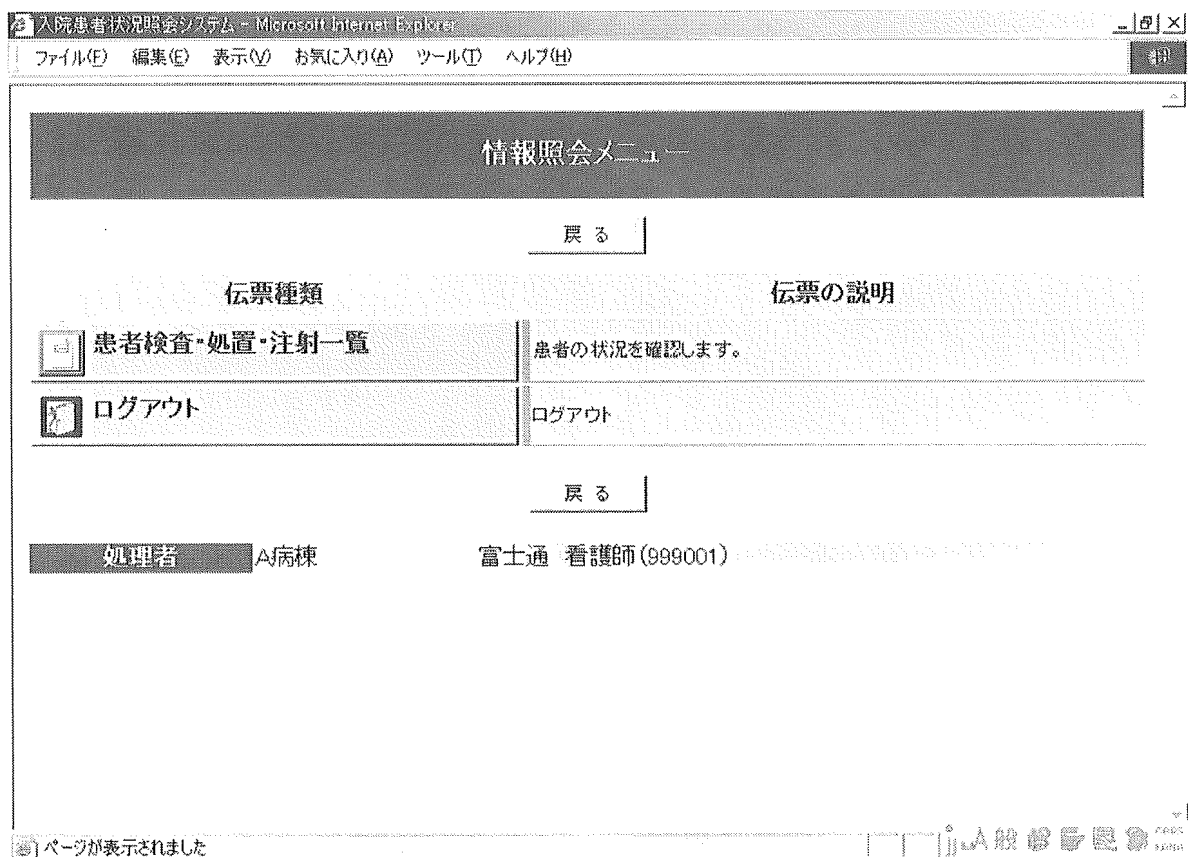 入院患者状況照会システム - Microsoft Internet Explorer
ファイル(F) 編集(E) 表示(V) お気に入り(A) ツール(T) ヘルプ(H)
情報照会メニュー
戻る
伝票種類 伝票の説明
患者検査・処置・注射一覧 患者の状況を確認します。
ログアウト ログアウト
戻る
処理者 A病棟 富士通 看護師(999001)
ページが表示されました
A般